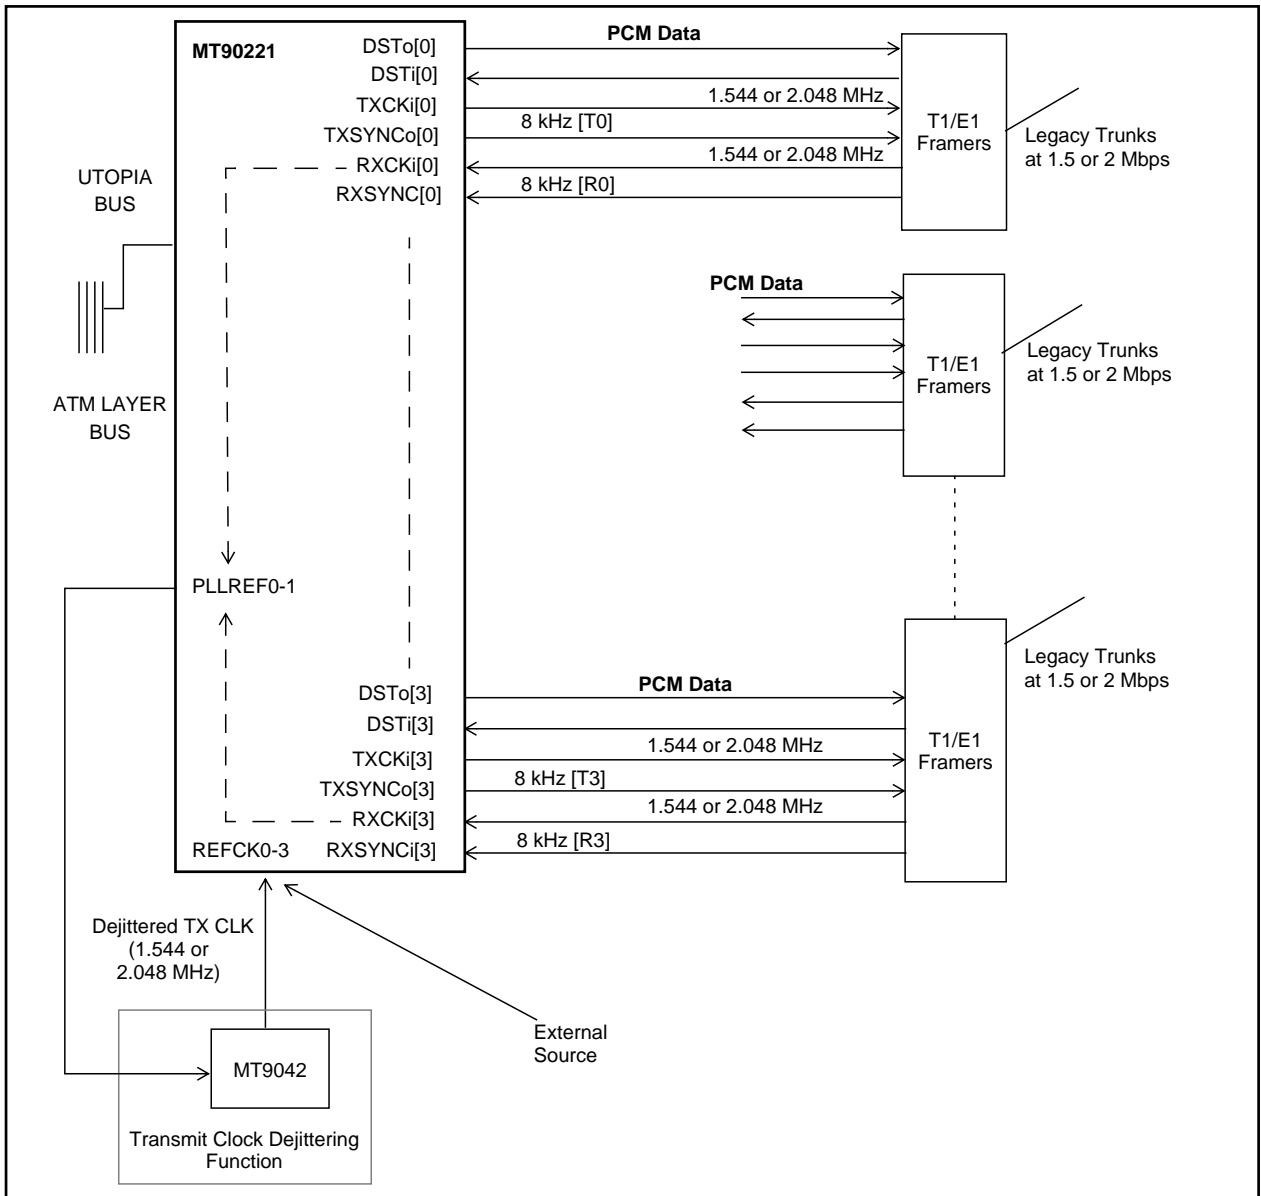 MT90221
DSTo[0]
DSTi[0]
TXCKi[0]
TXSYNCo[0]
RXCKi[0]
RXSYNC[0]
PCM Data
1.544 or 2.048 MHz
8 kHz [T0]
1.544 or 2.048 MHz
8 kHz [R0]
T1/E1
Framers
Legacy Trunks
at 1.5 or 2 Mbps
UTOPIA
BUS
ATM LAYER
BUS
PCM Data
T1/E1
Framers
Legacy Trunks
at 1.5 or 2 Mbps
PLLREF0-1
DSTo[3]
DSTi[3]
TXCKi[3]
TXSYNCo[3]
RXCKi[3]
REFCK0-3
RXSYNCi[3]
PCM Data
1.544 or 2.048 MHz
8 kHz [T3]
1.544 or 2.048 MHz
8 kHz [R3]
T1/E1
Framers
Legacy Trunks
at 1.5 or 2 Mbps
Dejittered TX CLK
(1.544 or
2.048 MHz)
External
Source
MT9042
Transmit Clock Dejittering
Function